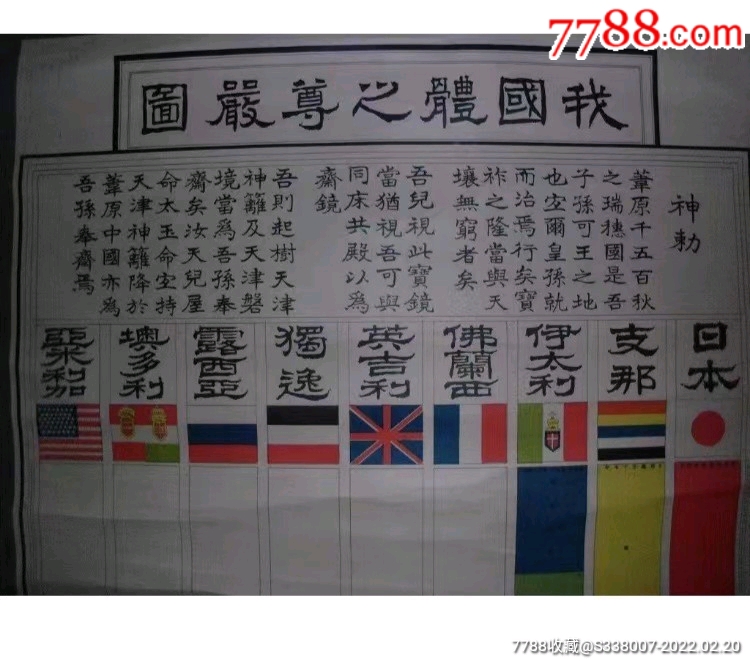 7788.com
我國體之尊嚴圖
神勅
葦原千五百秋
之瑞穗國是吾
子孫可王之地
也宜爾皇孫就
而治焉行矣寶
祚之隆當與天
壤無窮者矣
吾兒視此寶鏡
當猶視吾可與
同床共殿以為
齋鏡
吾則起樹天津
神籬及天津磐
境當為吾孫奉
齋矣汝天兒屋
命太玉命宜持
天津神籬降於
葦原中國亦為
吾孫奉齋焉
日本
支那
伊太利
佛蘭西
英吉利
獨逸
露西亞
墺多利
亞米利加
7788收藏@S338007-2022.02.20